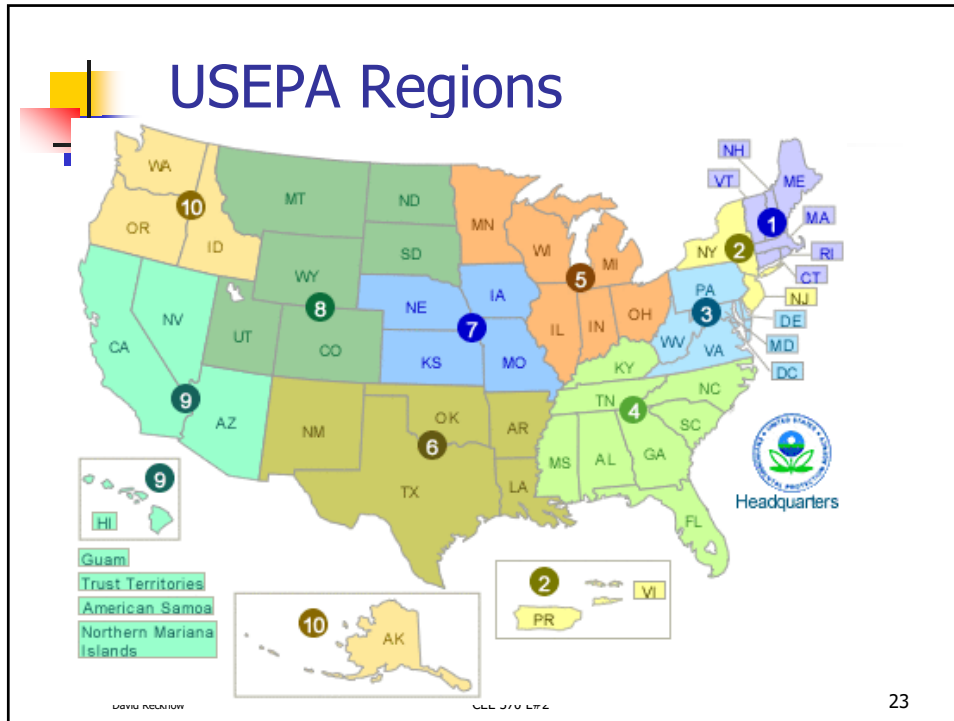 USEPA Regions
WA
OR
ID
10
MT
ND
SD
WY
UT
CO
8
CA
NV
AZ
9
NE
IA
KS
MO
7
MN
WI
MI
IL
IN
OH
5
NM
OK
TX
AR
LA
6
KY
TN
NC
SC
MS
AL
GA
FL
4
PA
WV
VA
DE
MD
DC
3
NY
NJ
2
NH
VT
ME
MA
RI
CT
1
UNITED STATES
Headquarters
9
HI
Guam
Trust Territories
American Samoa
Northern Mariana
Islands
10
AK
2
PR
VI
David Reckhow
23